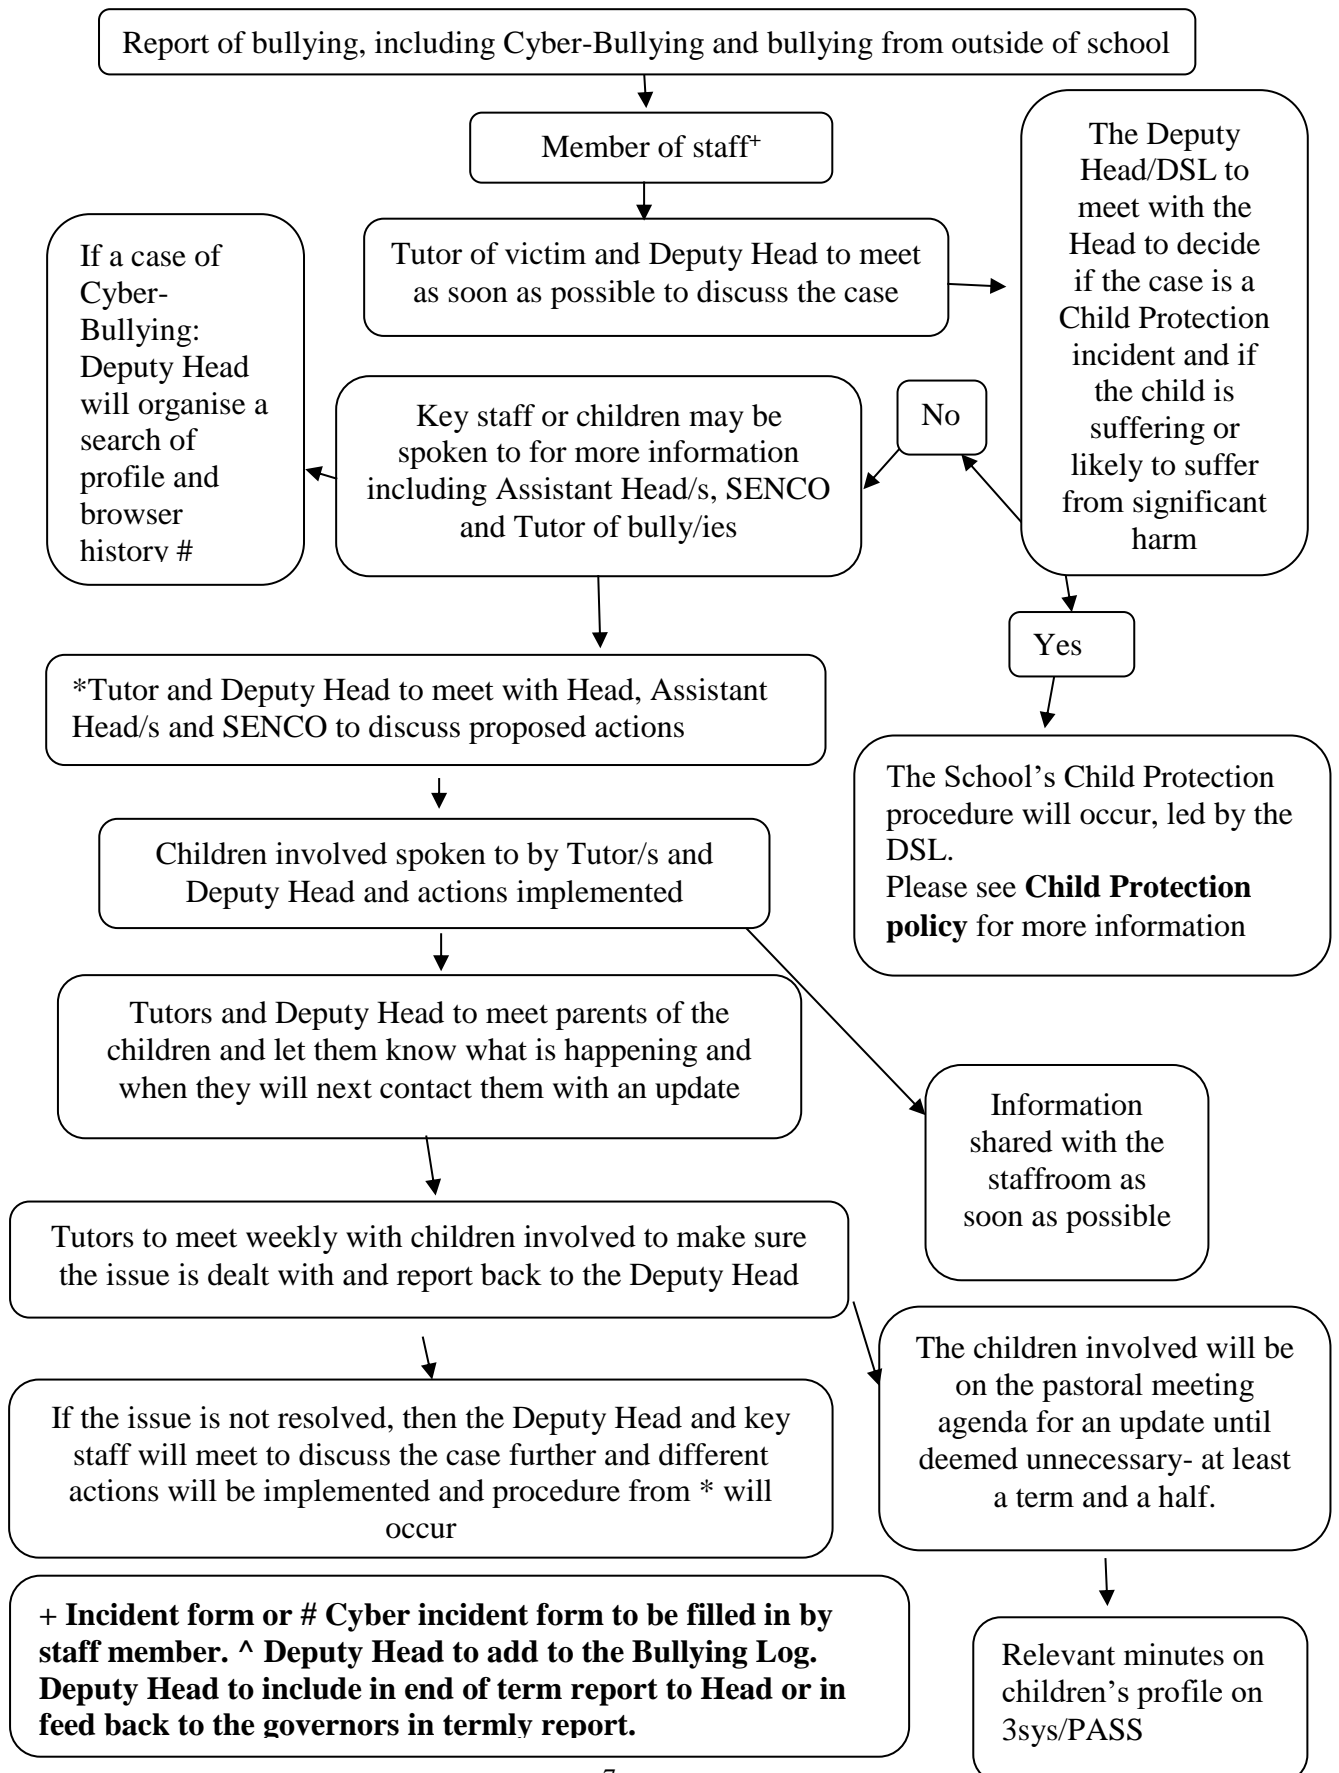 Report of bullying, including Cyber-Bullying and bullying from outside of school
Member of staff+
The Deputy
Head/DSL to
meet with the
Head to decide
if the case is a
Child Protection
incident and if
the child is
suffering or
likely to suffer
from significant
harm
Tutor of victim and Deputy Head to meet
as soon as possible to discuss the case
If a case of
Cyber-
Bullying:
Deputy Head
will organise a
search of
profile and
browser
history #
Key staff or children may be
spoken to for more information
including Assistant Head/s, SENCO
and Tutor of bully/ies
No
Yes
*Tutor and Deputy Head to meet with Head, Assistant
Head/s and SENCO to discuss proposed actions
The School’s Child Protection
procedure will occur, led by the
DSL.
Please see Child Protection
policy for more information
Children involved spoken to by Tutor/s and
Deputy Head and actions implemented
Tutors and Deputy Head to meet parents of the
children and let them know what is happening and
when they will next contact them with an update
Information
shared with the
staffroom as
soon as possible
Tutors to meet weekly with children involved to make sure
the issue is dealt with and report back to the Deputy Head
The children involved will be
on the pastoral meeting
agenda for an update until
deemed unnecessary- at least
a term and a half.
If the issue is not resolved, then the Deputy Head and key
staff will meet to discuss the case further and different
actions will be implemented and procedure from * will
occur
+ Incident form or # Cyber incident form to be filled in by
staff member. ^ Deputy Head to add to the Bullying Log.
Deputy Head to include in end of term report to Head or in
feed back to the governors in termly report.
Relevant minutes on
children’s profile on
3sys/PASS